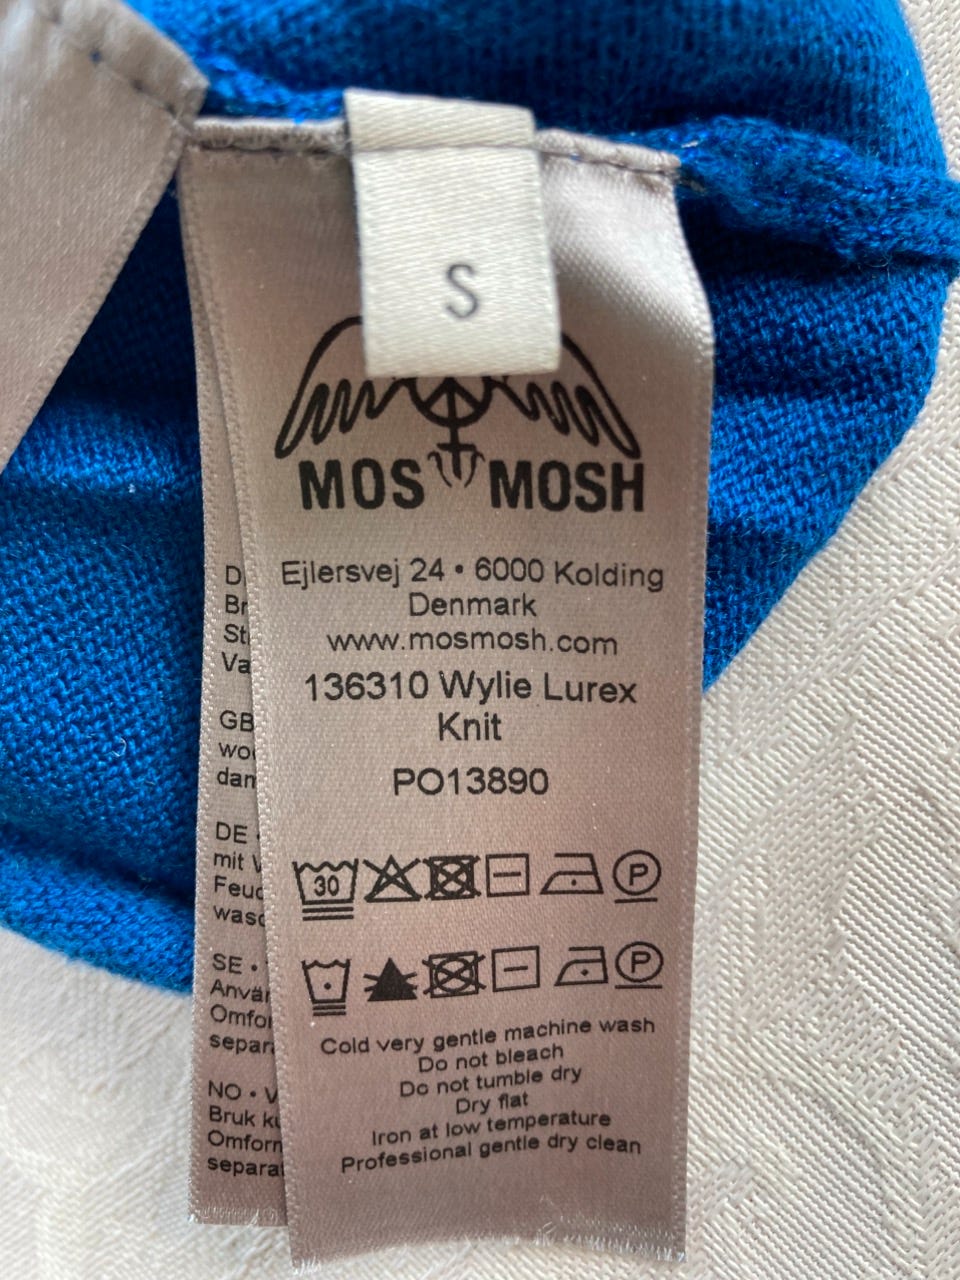 S
MOS MOSH
Ejlersvej 24 • 6000 Kolding
Denmark
www.mosmosh.com
136310 Wylie Lurex
Knit
PO13890
30
P
P
Cold very gentle machine wash
Do not bleach
Do not tumble dry
Dry flat
Iron at low temperature
Professional gentle dry clean
GB
DE •
mit
SE •
NO •
Bruk